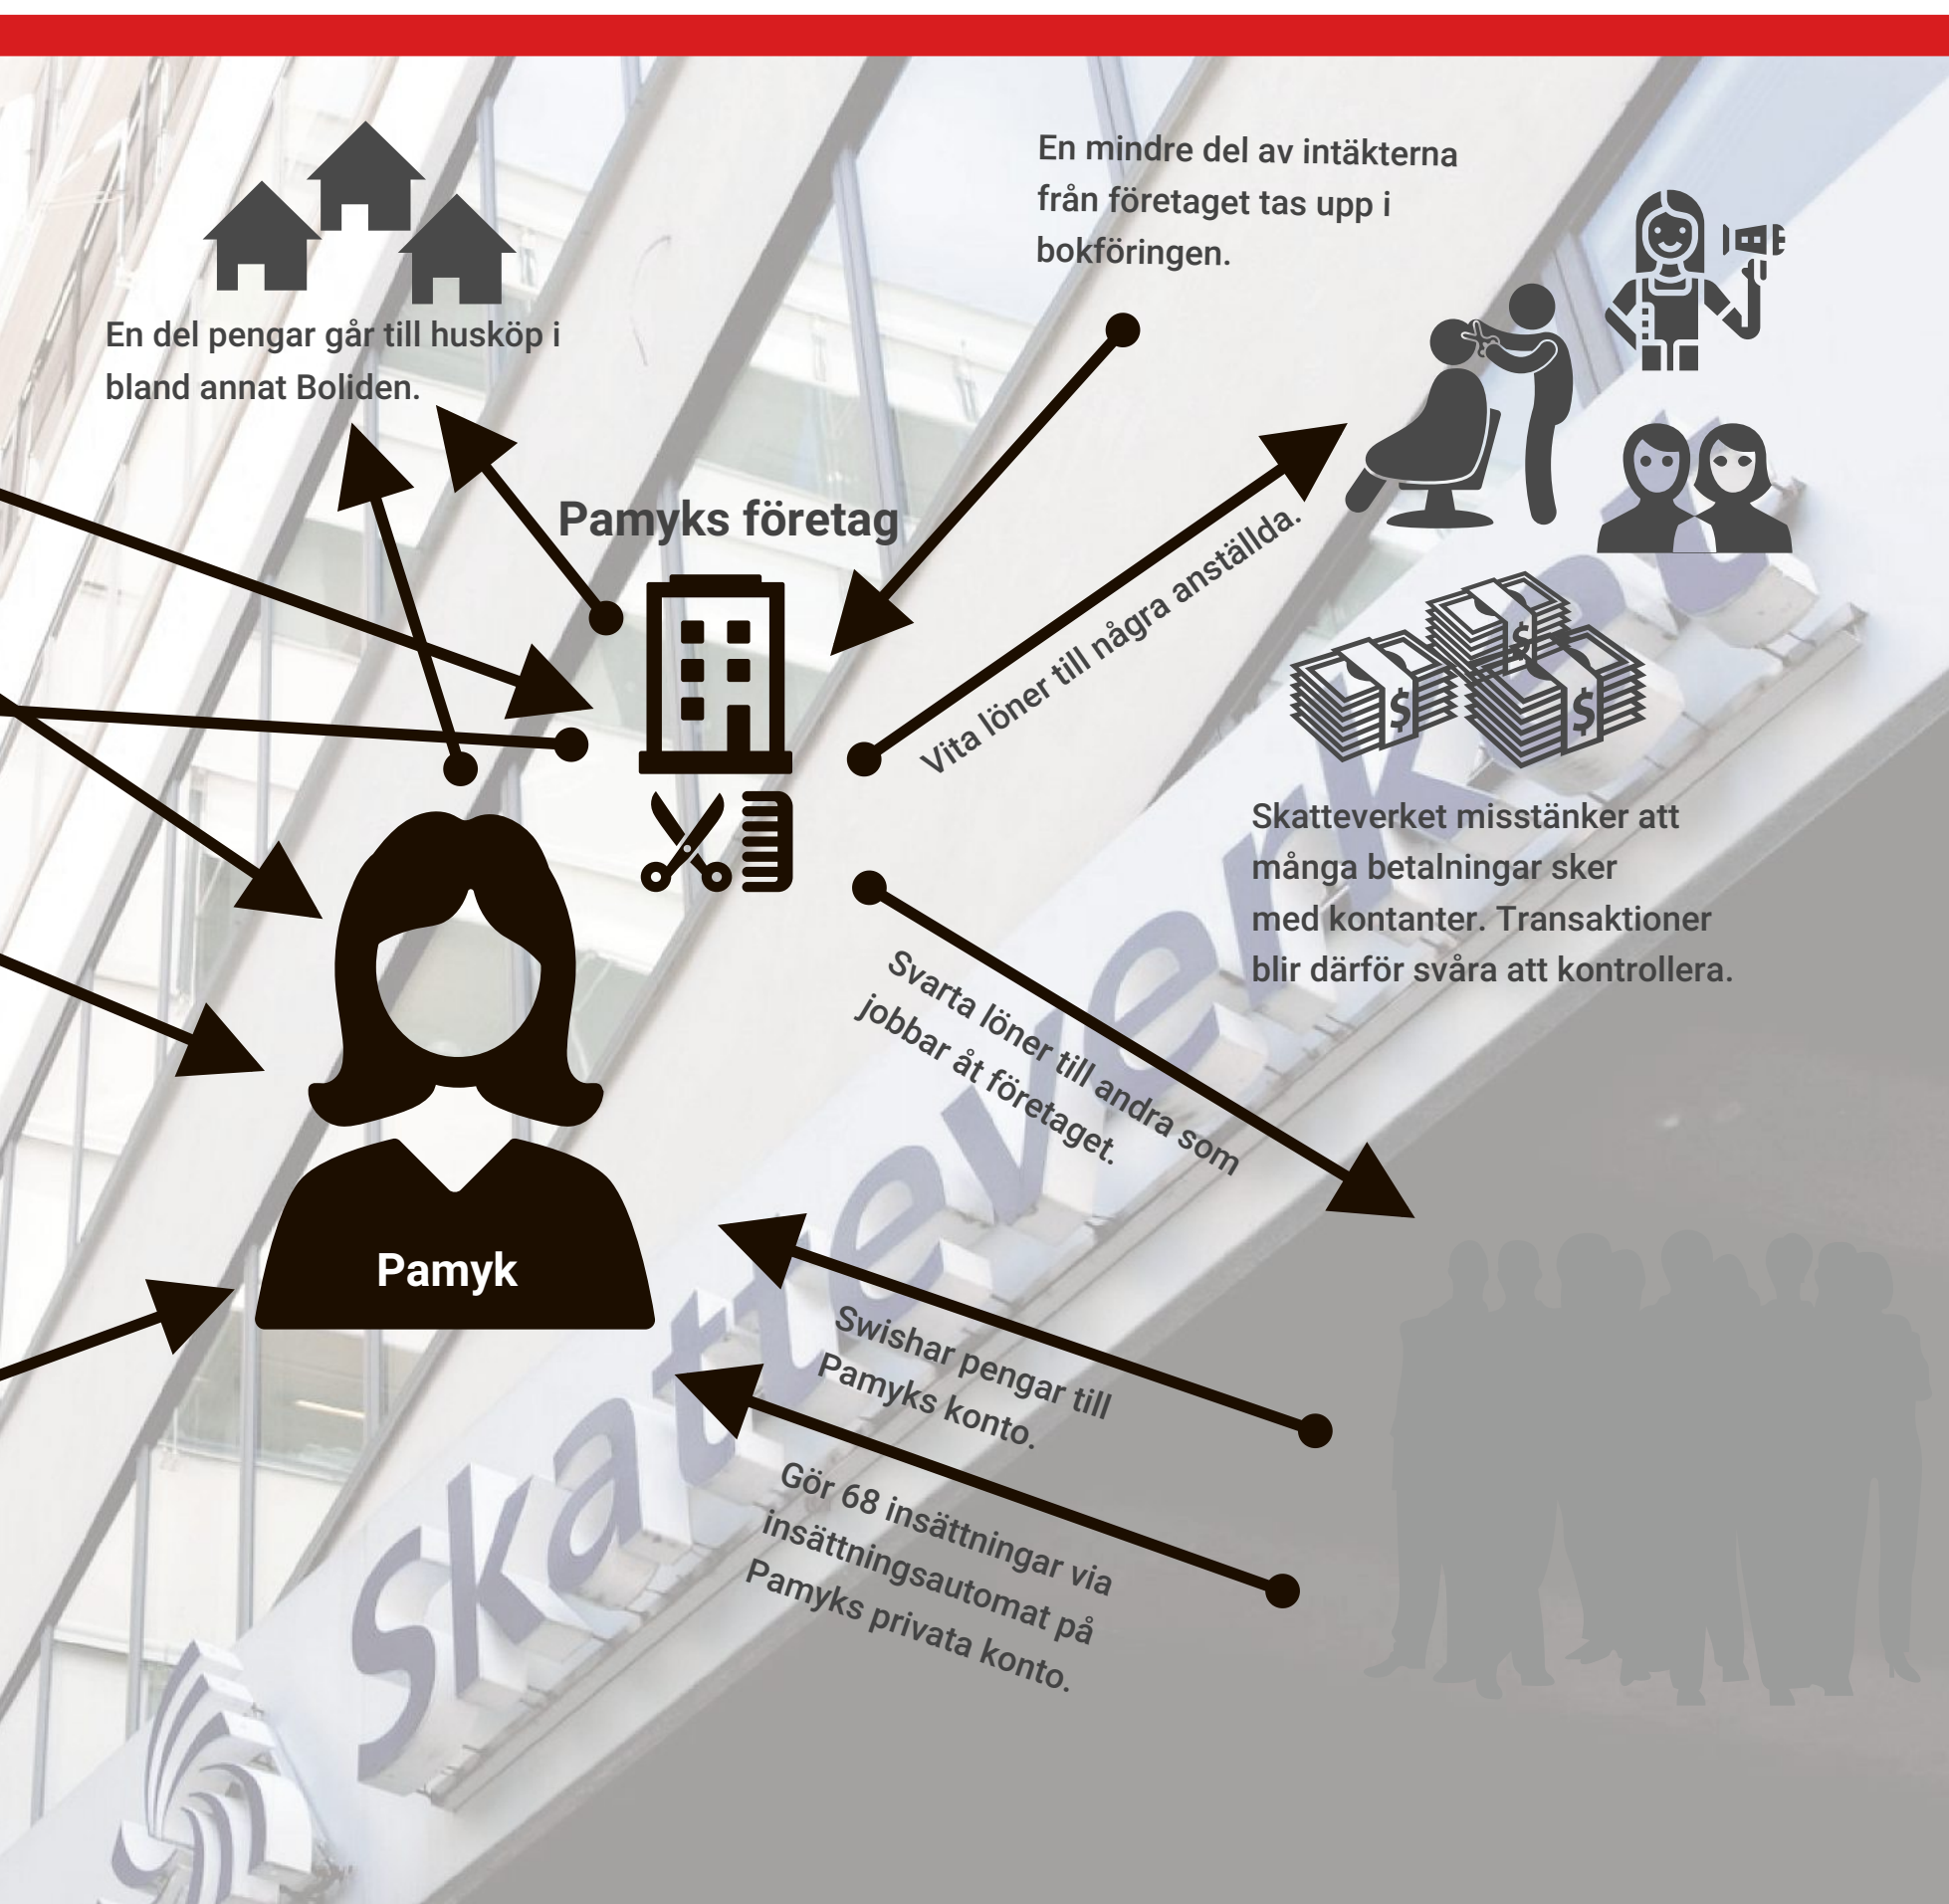 En mindre del av intäkterna
från företaget tas upp i
bokföringen.
En del pengar går till husköp i
bland annat Boliden.
Pamyks företag
Vita löner till några anställda.
Skatteverket misstänker att
många betalningar sker
med kontanter. Transaktioner
blir därför svåra att kontrollera.
Svarta löner till andra som
jobbar åt företaget.
Pamyk
Swishar pengar till
Pamyks konto.
Gör 68 insättningar via
insättningsautomat på
Pamyks privata konto.
Skatteverket
$
$
$